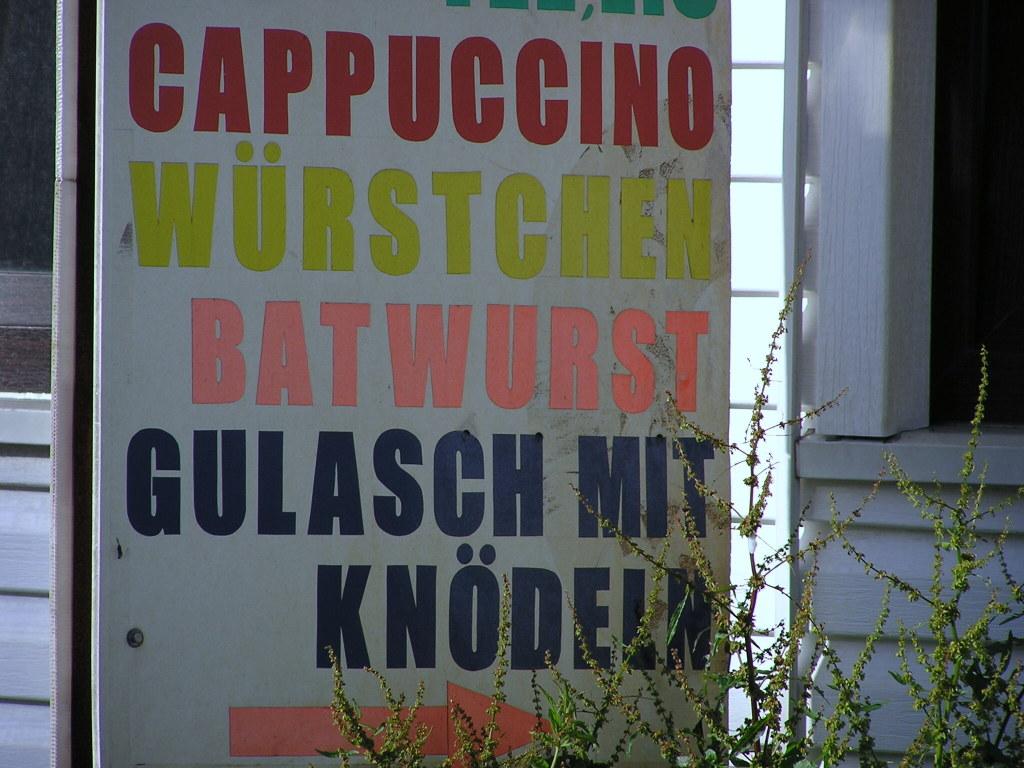 CAPPUCCINO
WÜRSTCHEN
BATWURST
GULASCH MIT
KNÖDELN